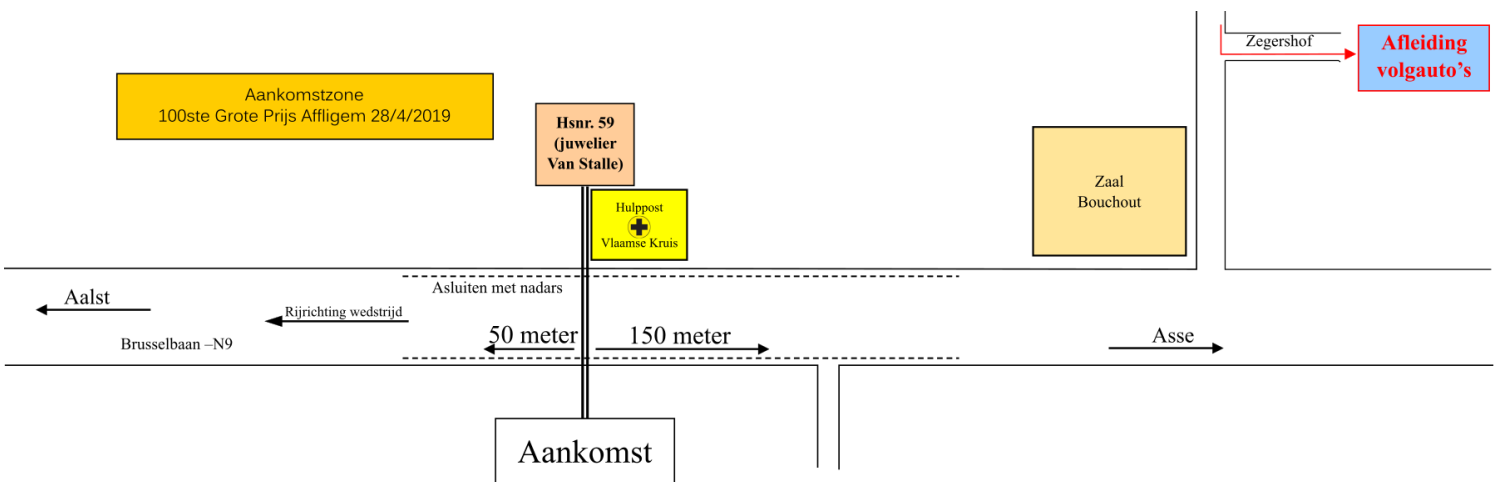 Zegershof
Afleiding
volgauto’s
Aankomstzone
100ste Grote Prijs Affligem 28/4/2019
Hsnr. 59
(juwelier
Van Stalle)
Hulppost
Vlaamse Kruis
Zaal
Bouchout
Asluiten met nadars
Aalst
Rijrichting wedstrijd
Brusselbaan –N9
50 meter
150 meter
Asse
Aankomst